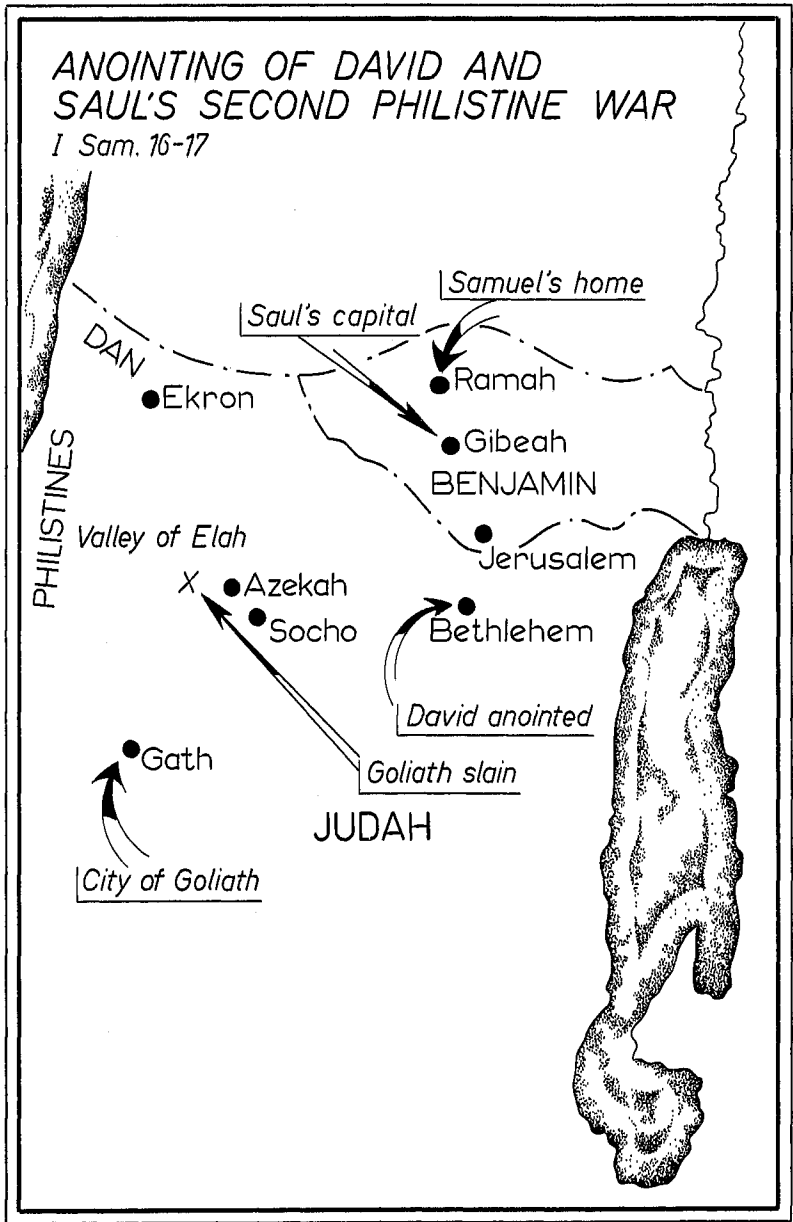 ANOINTING OF DAVID AND
SAUL'S SECOND PHILISTINE WAR
I Sam. 16-17
Samuel's home
Saul's capital
DAN
Ramah
Ekron
Gibeah
BENJAMIN
PHILISTINES
Valley of Elah
Jerusalem
X
Azekah
Socho
Bethlehem
David anointed
Gath
Goliath slain
JUDAH
City of Goliath